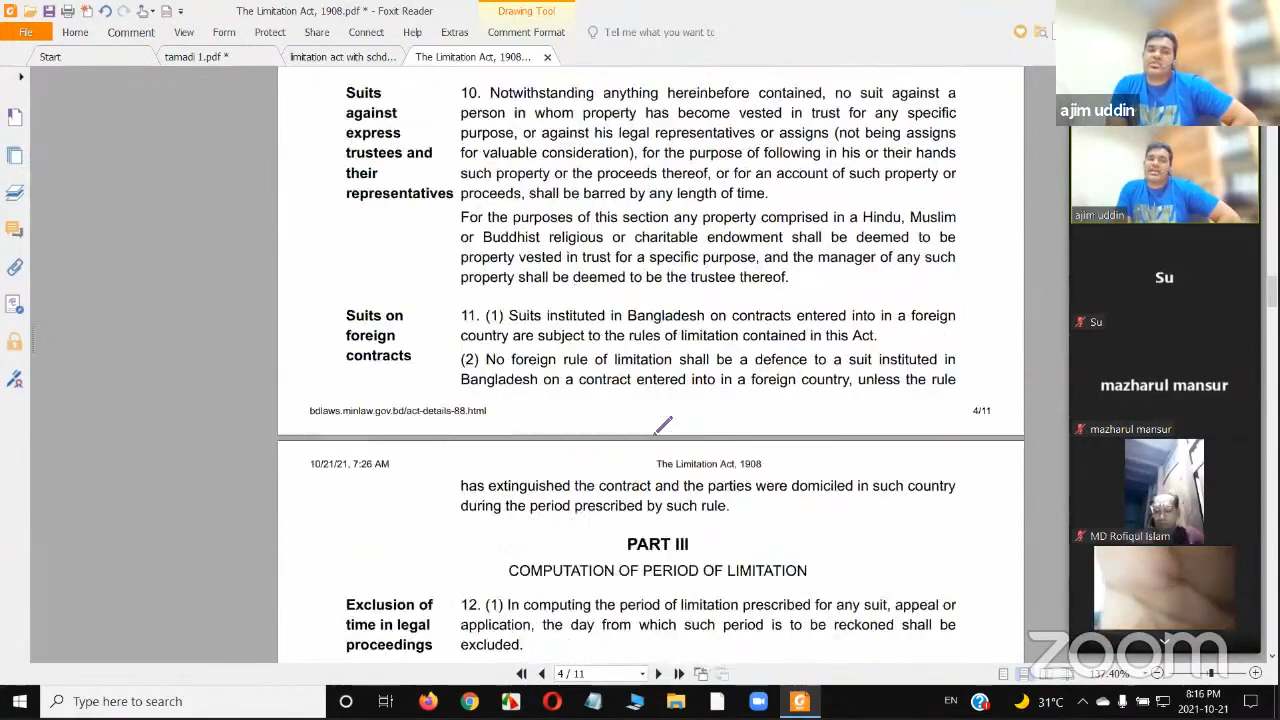 The Limitation Act, 1908.pdf * - Foxit Reader
Drawing Tool
File Home Comment View Form Protect Share Connect Help Extras Comment Format Tell me what you want to
Start tamadi 1.pdf * limitation act with schd... The Limitation Act, 1908...
Suits
against
express
trustees and
their
representatives
10. Notwithstanding anything hereinbefore contained, no suit against a
person in whom property has become vested in trust for any specific
purpose, or against his legal representatives or assigns (not being assigns
for valuable consideration), for the purpose of following in his or their hands
such property or the proceeds thereof, or for an account of such property or
proceeds, shall be barred by any length of time.
For the purposes of this section any property comprised in a Hindu, Muslim
or Buddhist religious or charitable endowment shall be deemed to be
property vested in trust for a specific purpose, and the manager of any such
property shall be deemed to be the trustee thereof.
Suits on
foreign
contracts
11. (1) Suits instituted in Bangladesh on contracts entered into in a foreign
country are subject to the rules of limitation contained in this Act.
(2) No foreign rule of limitation shall be a defence to a suit instituted in
Bangladesh on a contract entered into in a foreign country, unless the rule
bdlaws.minlaw.gov.bd/act-details-88.html 4/11
10/21/21, 7:26 AM The Limitation Act, 1908
has extinguished the contract and the parties were domiciled in such country
during the period prescribed by such rule.
PART III
COMPUTATION OF PERIOD OF LIMITATION
Exclusion of
time in legal
proceedings
12. (1) In computing the period of limitation prescribed for any suit, appeal or
application, the day from which such period is to be reckoned shall be
excluded.
4 / 11
137.40%
ajim uddin
ajim uddin
Su
Su
mazharul mansur
mazharul mansur
MD Rofiqul Islam
zoom
Type here to search
EN
31°C
8:16 PM
2021-10-21